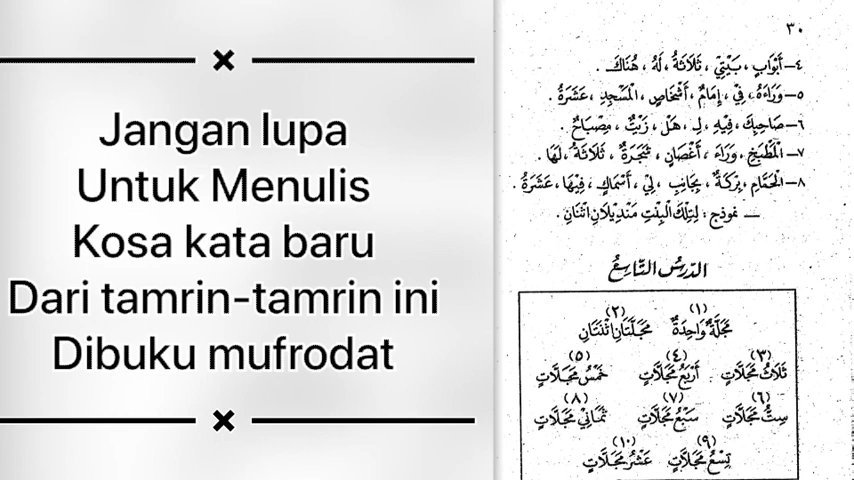 Jangan lupa
Untuk Menulis
Kosa kata baru
Dari tamrin-tamrin ini
Dibuku mufrodat
٣٠
٤- أَبْوَابٍ ، بَيْتِي ، ثَلَاثَةُ ، لَهُ ، هُنَاكَ .
٥- وَرَاءَهُ ، فِي ، إِمَامٌ ، أَشْخَاصٍ ، الْمَسْجِدِ ، عَشَرَةُ .
٦- صَاحِبِكَ ، فِيْهِ ، لِـ ، هَلْ ، زَيْتٌ ، مِصْبَاحٌ .
٧- الْمَطْبَخِ ، وَرَاءَ ، أَغْصَانٍ ، شَجَرَةٌ ، ثَلَاثَةُ ، لَهَا .
٨- الْحَمَّامِ ، بِرْكَةٌ ، بِجَانِبِ ، لِيْ ، أَسْمَاكٍ ، فِيْهَا ، عَشَرَةُ .
— نموذج : لِتِلْكَ الْبِنْتِ مَنْدِيْلَانِ اثْنَانِ .
الدَّرْسُ التَّاسِعُ
(١) (٢)
مَجَلَّةٌ وَاحِدَةٌ مَجَلَّتَانِ اثْنَتَانِ
(٣) (٤) (٥)
ثَلَاثُ مَجَلَّاتٍ أَرْبَعُ مَجَلَّاتٍ خَمْسُ مَجَلَّاتٍ
(٦) (٧) (٨)
سِتُّ مَجَلَّاتٍ سَبْعُ مَجَلَّاتٍ ثَمَانِيْ مَجَلَّاتٍ
(٩) (١٠)
تِسْعُ مَجَلَّاتٍ عَشْرُ مَجَلَّاتٍ